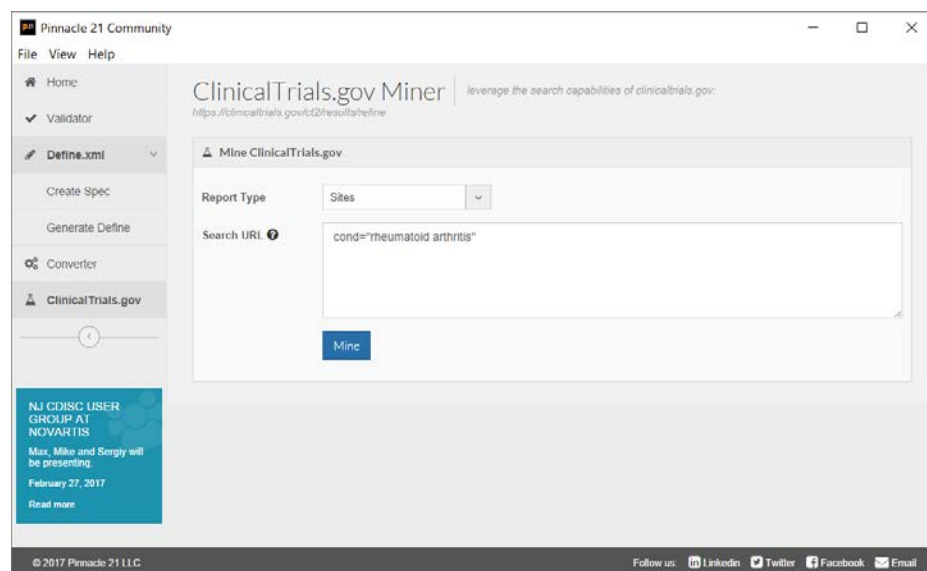 Pinnacle 21 Community
File View Help
Home
Validator
Define.xml
Create Spec
Generate Define
Converter
ClinicalTrials.gov
NJ CDISC USER
GROUP AT
NOVARTIS
Max, Mike and Sergiy will
be presenting.
February 27, 2017
Read more
ClinicalTrials.gov Miner
leverage the search capabilities of clinicaltrials.gov:
https://clinicaltrials.gov/ct2/results/refine
Mine ClinicalTrials.gov
Report Type
Sites
Search URL
cond="rheumatoid arthritis"
Mine
© 2017 Pinnacle 21 LLC
Follow us: Linkedin Twitter Facebook Email